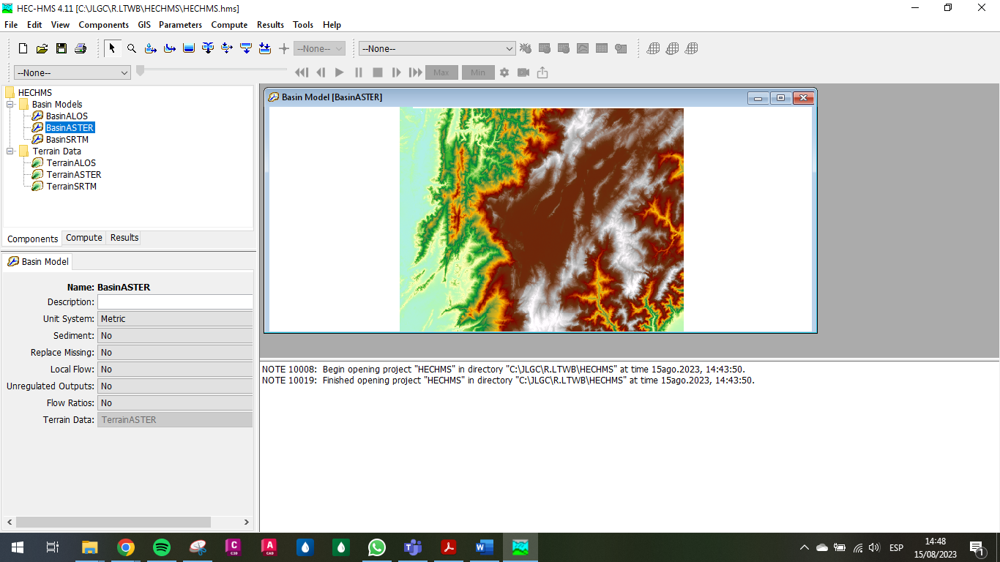 HEC-HMS 4.11 [C:\JLGC\R.LTWB\HECHMS\HECHMS.hms]
File Edit View Components GIS Parameters Compute Results Tools Help
--None-- --None--
--None-- Max Min
HECHMS
Basin Models
BasinALOS
BasinASTER
BasinSRTM
Terrain Data
TerrainALOS
TerrainASTER
TerrainSRTM
Components Compute Results
Basin Model
Name: BasinASTER
Description:
Unit System: Metric
Sediment: No
Replace Missing: No
Local Flow: No
Unregulated Outputs: No
Flow Ratios: No
Terrain Data: TerrainASTER
Basin Model [BasinASTER]
NOTE 10008: Begin opening project "HECHMS" in directory "C:\JLGC\R.LTWB\HECHMS" at time 15ago.2023, 14:43:50.
NOTE 10019: Finished opening project "HECHMS" in directory "C:\JLGC\R.LTWB\HECHMS" at time 15ago.2023, 14:43:50.
C C3D A CAD
ESP 14:48
15/08/2023 1